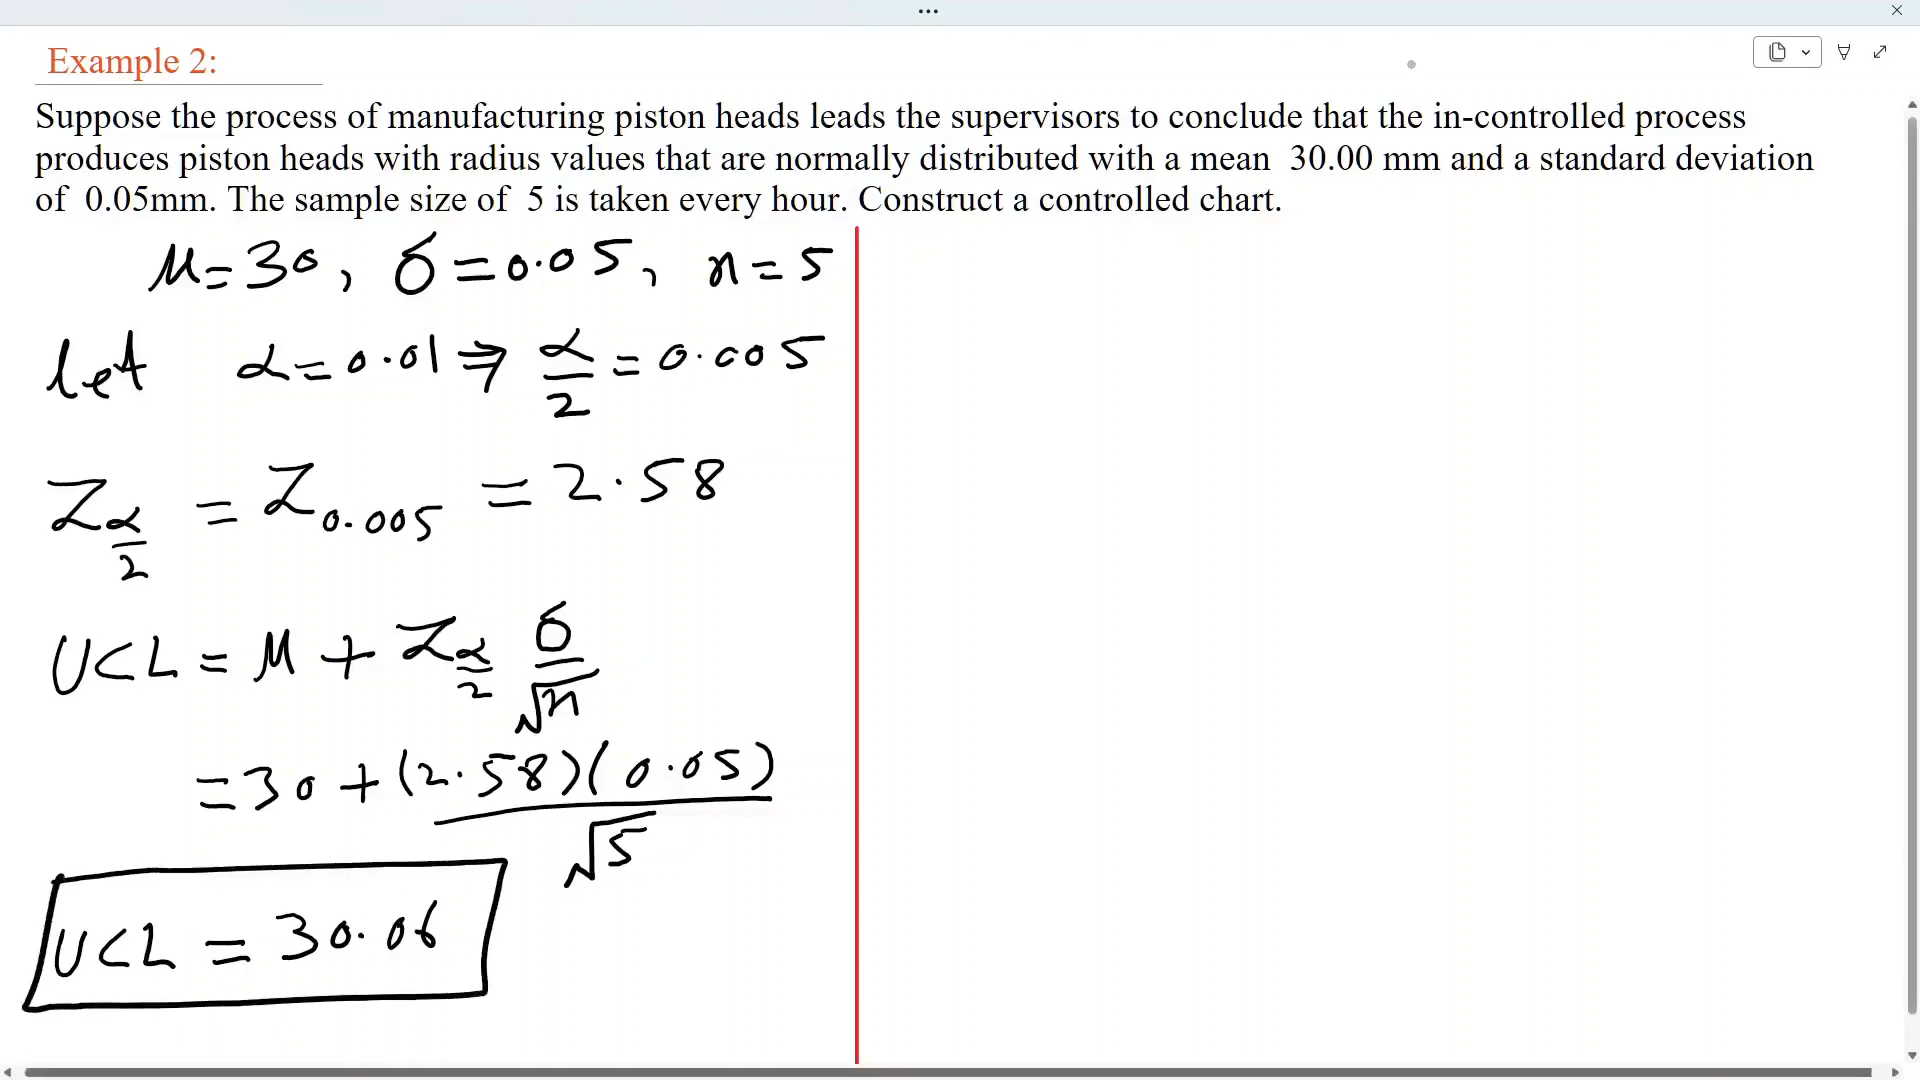 Example 2:
Suppose the process of manufacturing piston heads leads the supervisors to conclude that the in-controlled process
produces piston heads with radius values that are normally distributed with a mean 30.00 mm and a standard deviation
of 0.05mm. The sample size of 5 is taken every hour. Construct a controlled chart.
μ=30, σ=0.05, n=5
let α=0.01⇒ α/2 = 0.005
Z_{α/2} = Z_{0.005} = 2.58
UCL = μ + Z_{α/2} σ/√n
= 30 + (2.58)(0.05)/√5
UCL = 30.06